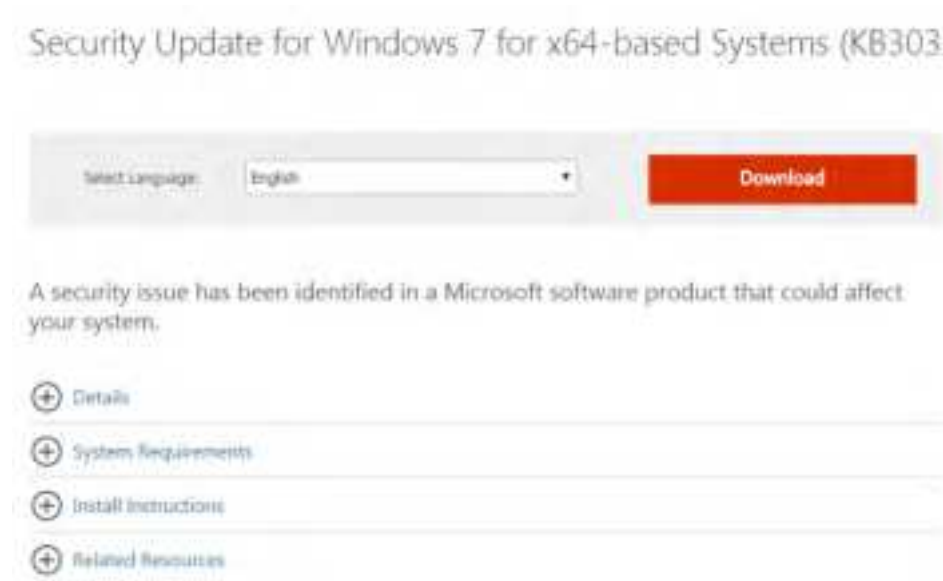 Security Update for Windows 7 for x64-based Systems (KB303
Select Language: English Download
A security issue has been identified in a Microsoft software product that could affect
your system.
Details
System Requirements
Install Instructions
Related Resources